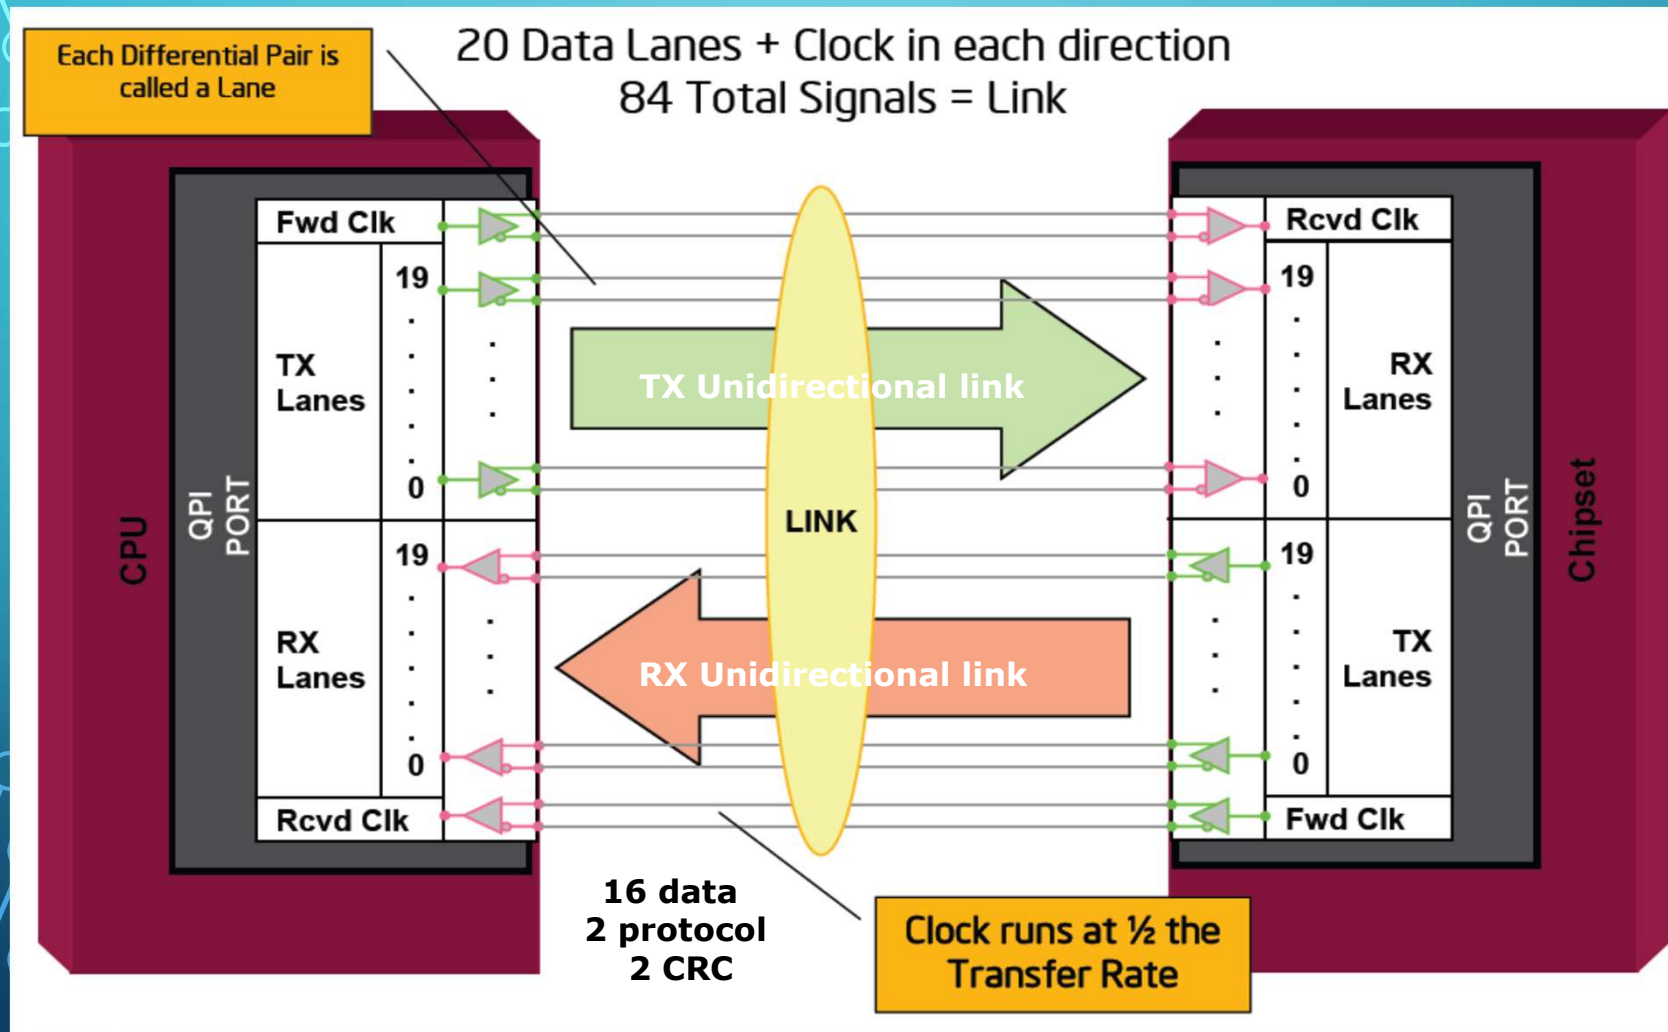 20 Data Lanes + Clock in each direction
84 Total Signals = Link
Each Differential Pair is
called a Lane
CPU
QPI
PORT
Fwd Clk
TX
Lanes
19
0
RX
Lanes
19
0
Rcvd Clk
TX Unidirectional link
LINK
RX Unidirectional link
Rcvd Clk
19
0
RX
Lanes
19
0
TX
Lanes
Fwd Clk
QPI
PORT
Chipset
16 data
2 protocol
2 CRC
Clock runs at ½ the
Transfer Rate